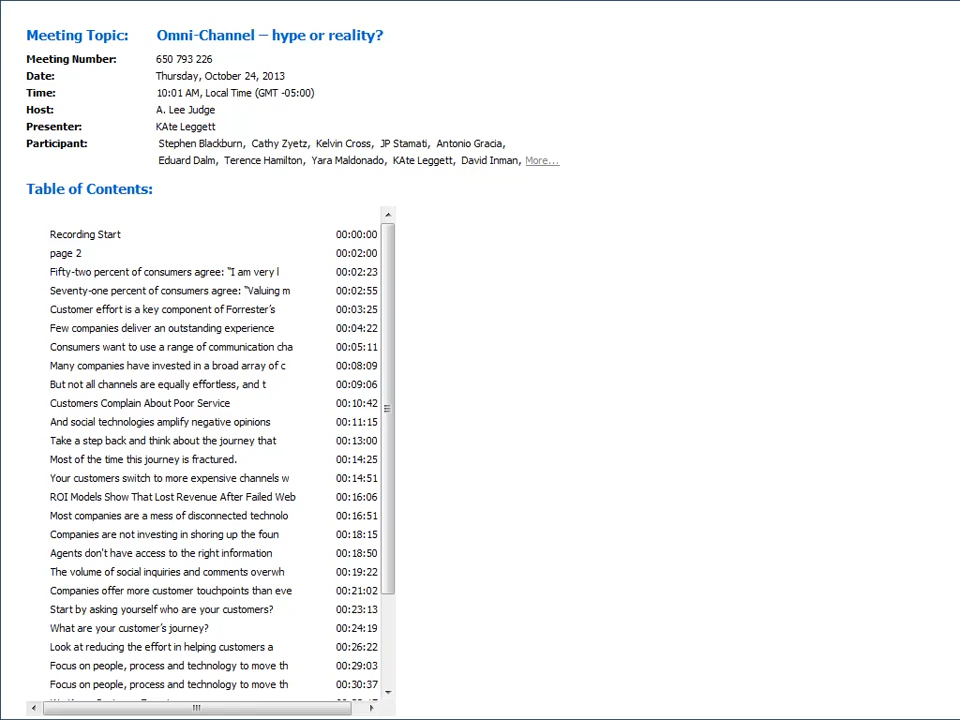 Meeting Topic: Omni-Channel – hype or reality?
Meeting Number: 650 793 226
Date: Thursday, October 24, 2013
Time: 10:01 AM, Local Time (GMT -05:00)
Host: A. Lee Judge
Presenter: KAte Leggett
Participant: Stephen Blackburn, Cathy Zyetz, Kelvin Cross, JP Stamati, Antonio Gracia,
Eduard Dalm, Terence Hamilton, Yara Maldonado, KAte Leggett, David Inman, More...
Table of Contents:
Recording Start 00:00:00
page 2 00:02:00
Fifty-two percent of consumers agree: “I am very l 00:02:23
Seventy-one percent of consumers agree: “Valuing m 00:02:55
Customer effort is a key component of Forrester’s 00:03:25
Few companies deliver an outstanding experience 00:04:22
Consumers want to use a range of communication cha 00:05:11
Many companies have invested in a broad array of c 00:08:09
But not all channels are equally effortless, and t 00:09:06
Customers Complain About Poor Service 00:10:42
And social technologies amplify negative opinions 00:11:15
Take a step back and think about the journey that 00:13:00
Most of the time this journey is fractured. 00:14:25
Your customers switch to more expensive channels w 00:14:51
ROI Models Show That Lost Revenue After Failed Web 00:16:06
Most companies are a mess of disconnected technolo 00:16:51
Companies are not investing in shoring up the foun 00:18:15
Agents don't have access to the right information 00:18:50
The volume of social inquiries and comments overwh 00:19:22
Companies offer more customer touchpoints than eve 00:21:02
Start by asking yourself who are your customers? 00:23:13
What are your customer’s journey? 00:24:19
Look at reducing the effort in helping customers a 00:26:22
Focus on people, process and technology to move th 00:29:03
Focus on people, process and technology to move th 00:30:37